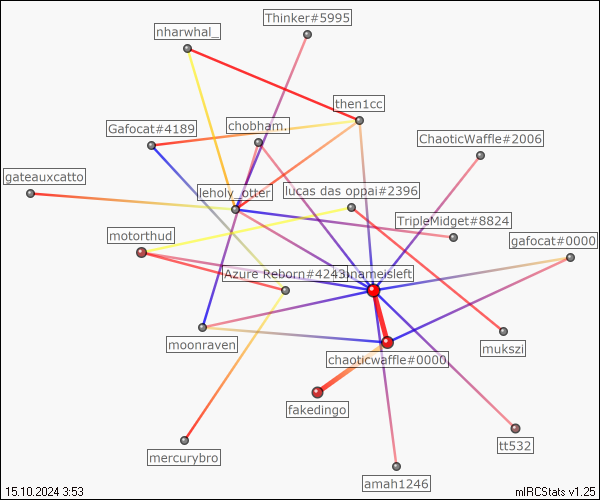 Thinker#5995
nharwhal_
then1cc
Gafocat#4189
chobham.
ChaoticWaffle#2006
gateauxcatto
leholy_otter
lucas das oppai#2396
TripleMidget#8824
motorthud
gafocat#0000
Azure Reborn#4243
nameisleft
moonraven
mukszi
chaoticwaffle#0000
fakedingo
tt532
mercurybro
amah1246
15.10.2024 3:53
mIRCStats v1.25